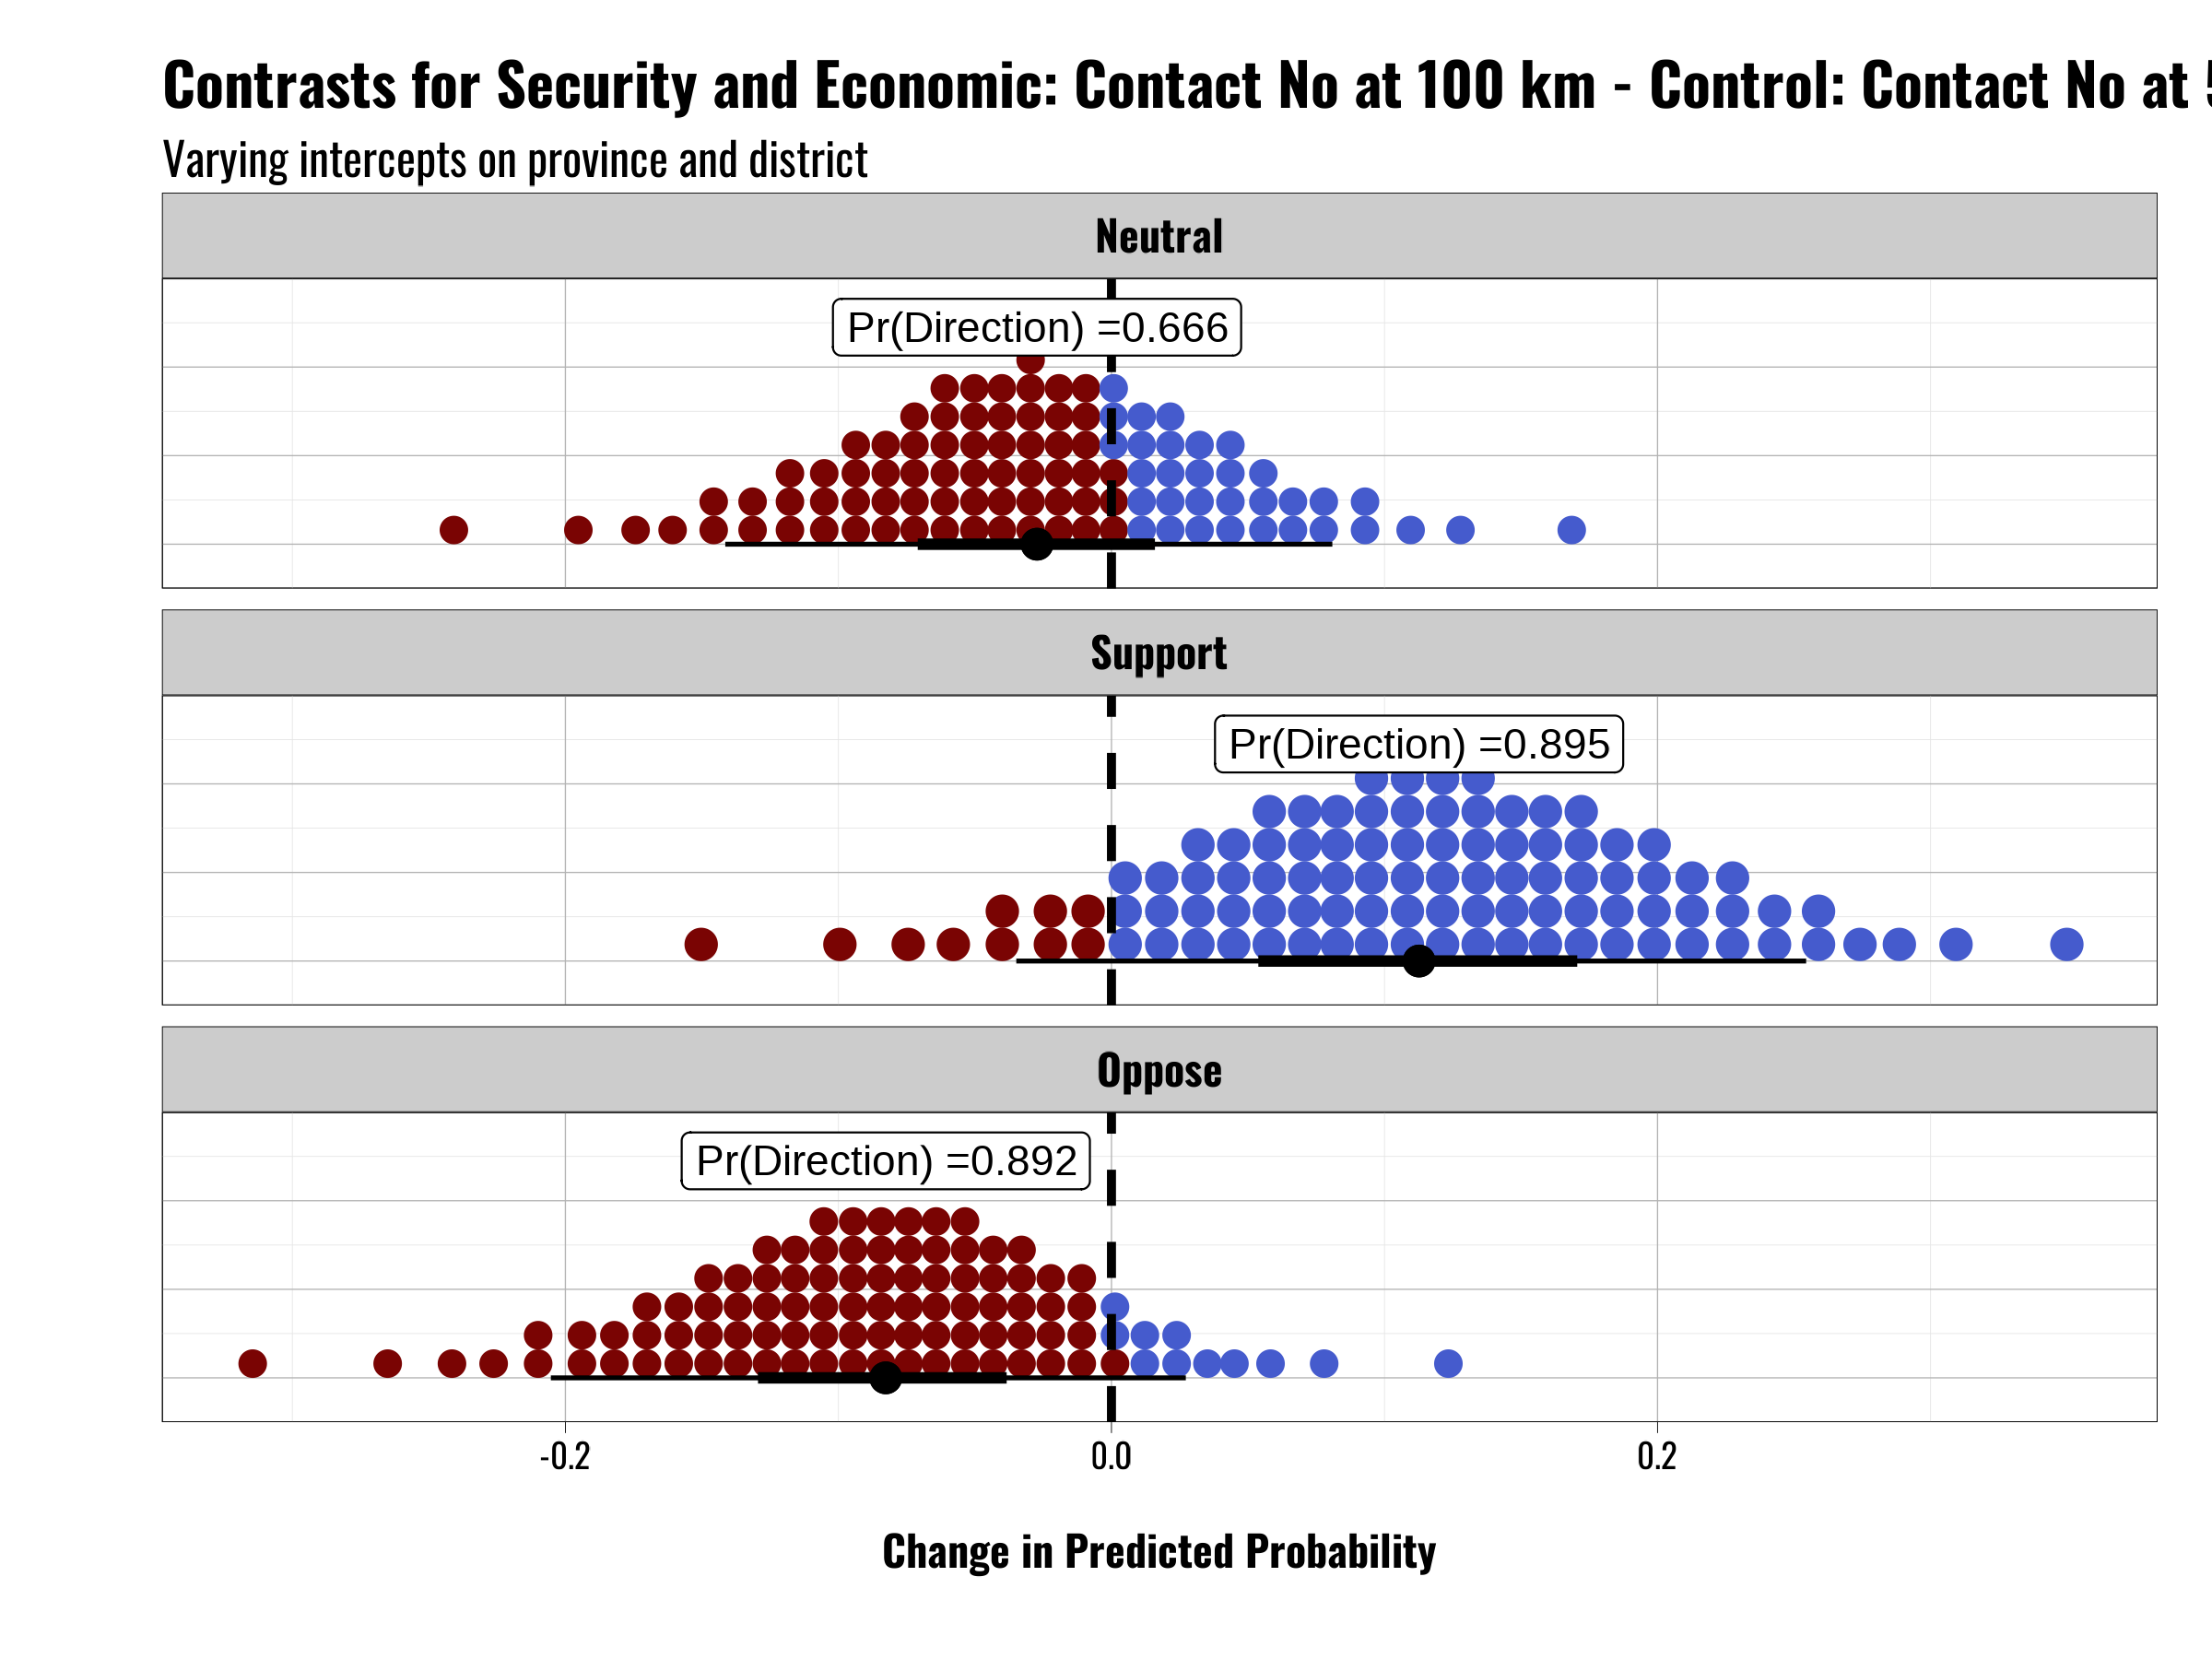 Contrasts for Security and Economic: Contact No at 100 km - Control: Contact No at
Varying intercepts on province and district
Neutral
Pr(Direction) =0.666
Support
Pr(Direction) =0.895
Oppose
Pr(Direction) =0.892
-0.2 0.0 0.2
Change in Predicted Probability